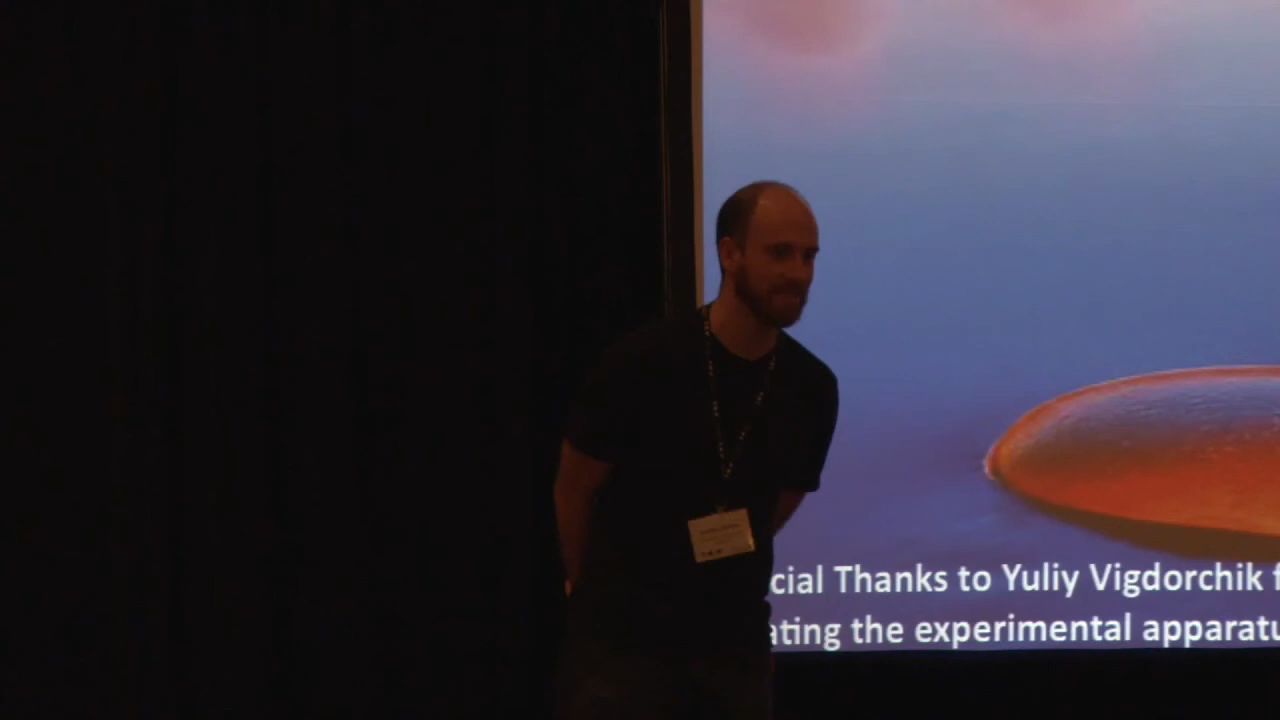 cial Thanks to Yuliy Vigdorchik f
ating the experimental apparatu